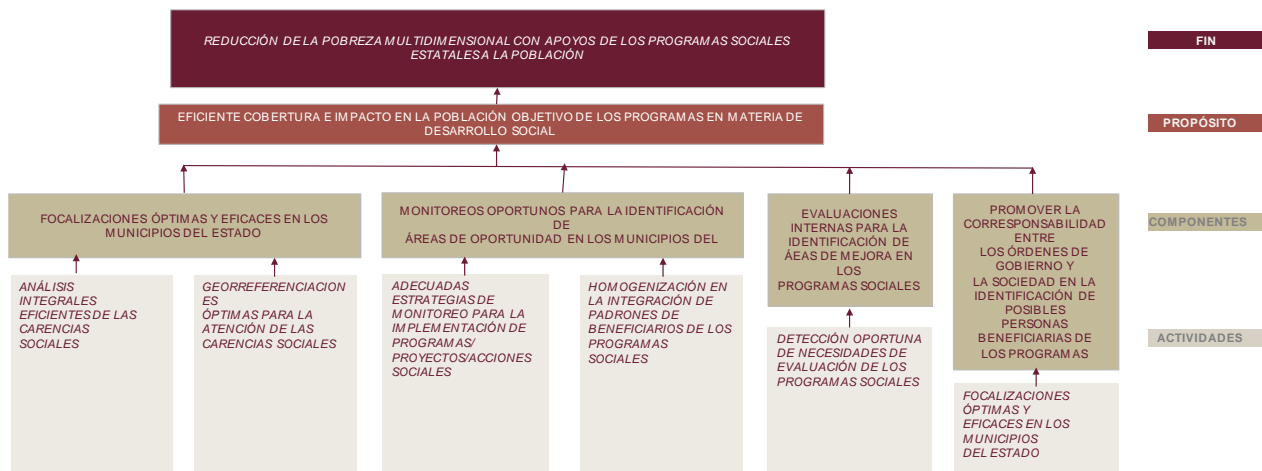 REDUCCIÓN DE LA POBREZA MULTIDIMENSIONAL CON APOYOS DE LOS PROGRAMAS SOCIALES
ESTATALES A LA POBLACIÓN
FIN
EFICIENTE COBERTURA E IMPACTO EN LA POBLACIÓN OBJETIVO DE LOS PROGRAMAS EN MATERIA DE
DESARROLLO SOCIAL
PROPÓSITO
FOCALIZACIONES ÓPTIMAS Y EFICACES EN LOS
MUNICIPIOS DEL ESTADO
MONITOREOS OPORTUNOS PARA LA IDENTIFICACIÓN
DE
ÁREAS DE OPORTUNIDAD EN LOS MUNICIPIOS DEL
EVALUACIONES
INTERNAS PARA LA
IDENTIFICACIÓN DE
ÁEAS DE MEJORA EN
LOS
PROGRAMAS SOCIALES
PROMOVER LA
CORRESPONSABILIDAD
ENTRE
LOS ÓRDENES DE
GOBIERNO Y
LA SOCIEDAD EN LA
IDENTIFICACIÓN DE
POSIBLES
PERSONAS
BENEFICIARIAS DE
LOS PROGRAMAS
COMPONENTES
ANÁLISIS
INTEGRALES
EFICIENTES DE LAS
CARENCIAS
SOCIALES
GEORREFERENCIACION
ES
ÓPTIMAS PARA LA
ATENCIÓN DE LAS
CARENCIAS SOCIALES
ADECUADAS
ESTRATEGIAS DE
MONITOREO PARA LA
IMPLEMENTACIÓN DE
PROGRAMAS/
PROYECTOS/ACCIONES
SOCIALES
HOMOGENIZACIÓN EN
LA INTEGRACIÓN DE
PADRONES DE
BENEFICIARIOS DE LOS
PROGRAMAS
SOCIALES
DETECCIÓN OPORTUNA
DE NECESIDADES DE
EVALUACIÓN DE LOS
PROGRAMAS SOCIALES
FOCALIZACIONES
ÓPTIMAS Y
EFICACES EN LOS
MUNICIPIOS
DEL ESTADO
ACTIVIDADES